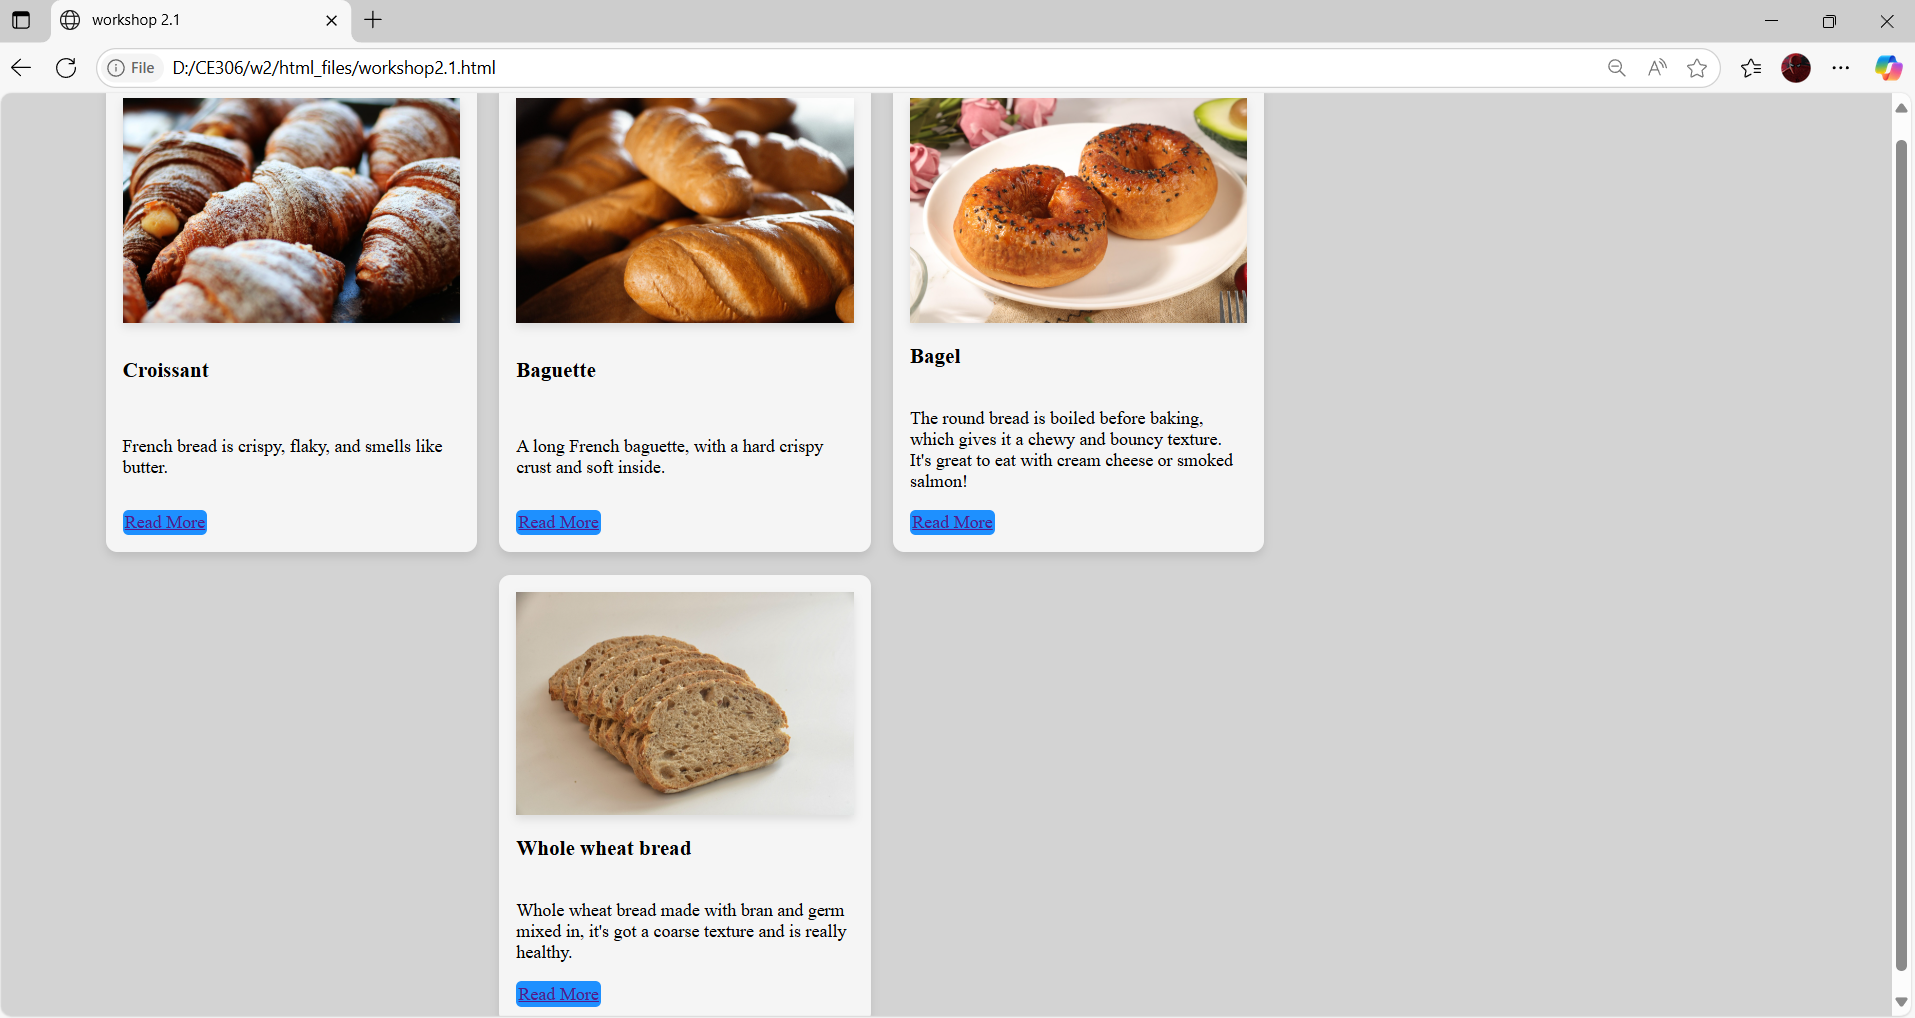 workshop 2.1
File
D:/CE306/w2/html_files/workshop2.1.html
Croissant
French bread is crispy, flaky, and smells like
butter.
Read More
Baguette
A long French baguette, with a hard crispy
crust and soft inside.
Read More
Bagel
The round bread is boiled before baking,
which gives it a chewy and bouncy texture.
It's great to eat with cream cheese or smoked
salmon!
Read More
Whole wheat bread
Whole wheat bread made with bran and germ
mixed in, it's got a coarse texture and is really
healthy.
Read More